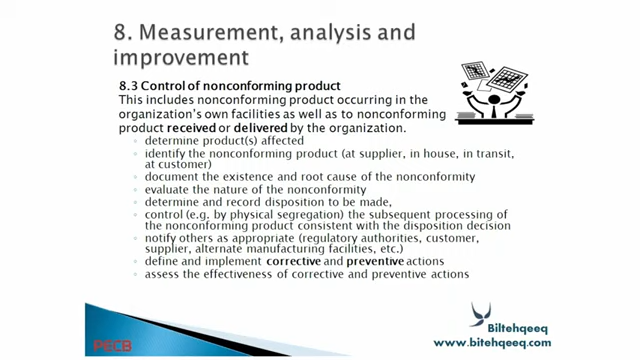 8. Measurement, analysis and
improvement
8.3 Control of nonconforming product
This includes nonconforming product occurring in the
organization's own facilities as well as to nonconforming
product received or delivered by the organization.
determine product(s) affected
identify the nonconforming product (at supplier, in house, in transit,
at customer)
document the existence and root cause of the nonconformity
evaluate the nature of the nonconformity
determine and record disposition to be made,
control (e.g. by physical segregation) the subsequent processing of
the nonconforming product consistent with the disposition decision
notify others as appropriate (regulatory authorities, customer,
supplier, alternate manufacturing facilities, etc.)
define and implement corrective and preventive actions
assess the effectiveness of corrective and preventive actions
PECB
Biltehqeeq
www.bitehqeeq.com